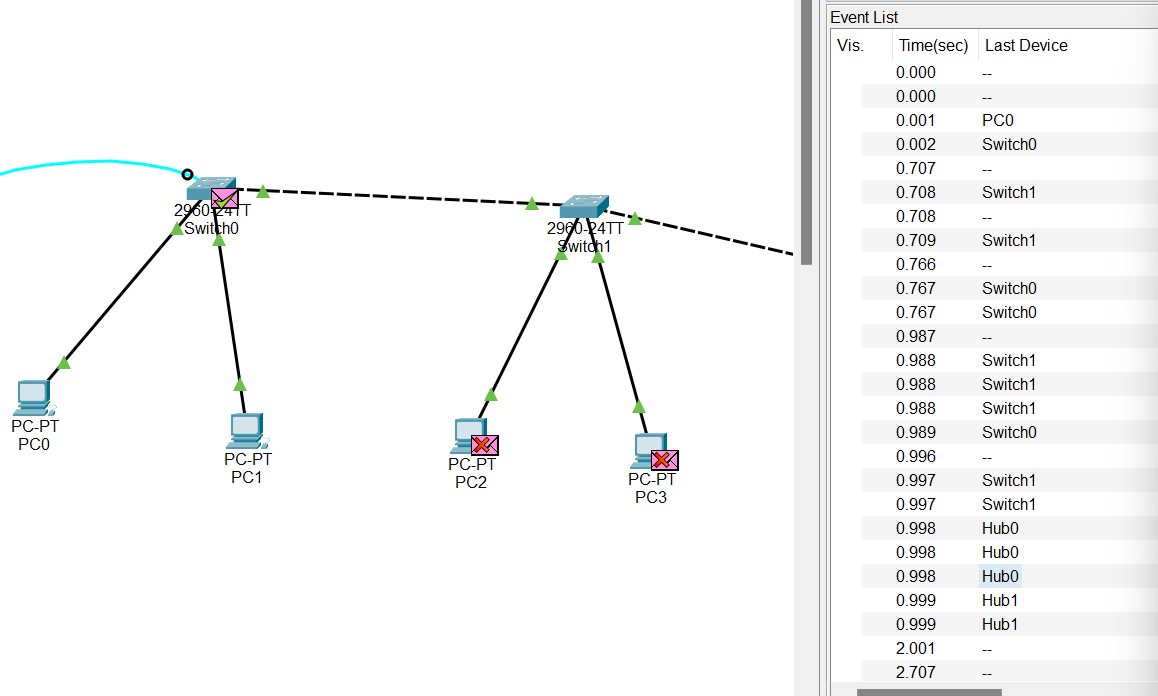 2960-24TT
Switch0
2960-24TT
Switch1
PC-PT
PC0
PC-PT
PC1
PC-PT
PC2
PC-PT
PC3
Event List
Vis. Time(sec) Last Device
0.000 --
0.000 --
0.001 PC0
0.002 Switch0
0.707 --
0.708 Switch1
0.708 --
0.709 Switch1
0.766 --
0.767 Switch0
0.767 Switch0
0.987 --
0.988 Switch1
0.988 Switch1
0.988 Switch1
0.989 Switch0
0.996 --
0.997 Switch1
0.997 Switch1
0.998 Hub0
0.998 Hub0
0.998 Hub0
0.999 Hub1
0.999 Hub1
2.001 --
2.707 --